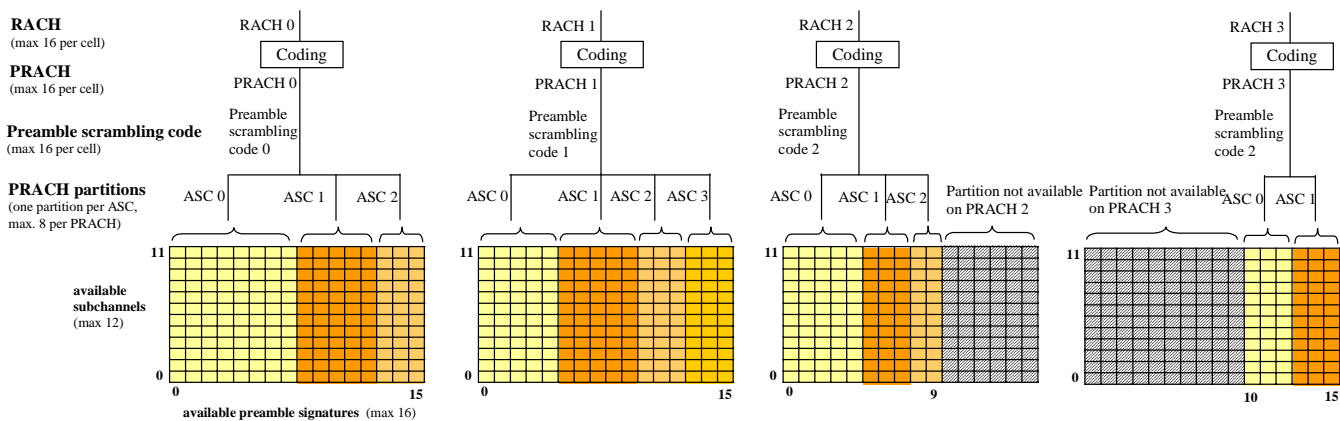 RACH
(max 16 per cell)
RACH 0
RACH 1
RACH 2
RACH 3
Coding
Coding
Coding
Coding
PRACH
(max 16 per cell)
PRACH 0
PRACH 1
PRACH 2
PRACH 3
Preamble scrambling code
(max 16 per cell)
Preamble
scrambling
code 0
Preamble
scrambling
code 1
Preamble
scrambling
code 2
Preamble
scrambling
code 2
PRACH partitions
(one partition per ASC,
max. 8 per PRACH)
ASC 0
ASC 1
ASC 2
ASC 0
ASC 1
ASC 2
ASC 3
ASC 0
ASC 1
ASC 2
Partition not available
on PRACH 2
Partition not available
on PRACH 3
ASC 0
ASC 1
11
11
11
11
available
subchannels
(max 12)
0
0
0
0
0
15
0
15
0
9
10
15
available preamble signatures (max 16)